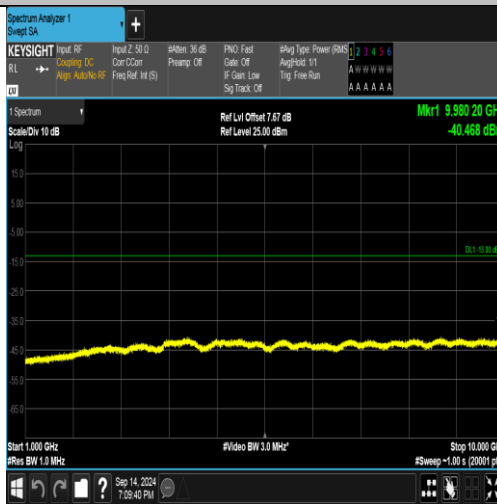 Spectrum Analyzer 1
Swept SA
+
KEYSIGHT
RL
Input: RF
Coupling: DC
Align: Auto/No RF
Input Z: 50 Ω
Corr CCorr
Freq Ref: Int (S)
#Atten: 36 dB
Preamp: Off
PNO: Fast
Gate: Off
IF Gain: Low
Sig Track: Off
#Avg Type: Power (RMS
Avg|Hold: 1/1
Trig: Free Run
1 2 3 4 5 6
A W W W W W
A A A A A A
1 Spectrum
Scale/Div 10 dB
Log
Ref Lvl Offset 7.67 dB
Ref Level 25.00 dBm
Mkr1 9.980 20 GH
-40.468 dB
15.0
5.00
-5.00
-15.0
-25.0
-35.0
-45.0
-55.0
-65.0
DL1 -13.00 dB
Start 1.000 GHz
#Res BW 1.0 MHz
#Video BW 3.0 MHz*
Stop 10.000 G
#Sweep ~1.00 s (20001 pt
?
Sep 14, 2024
7:09:40 PM